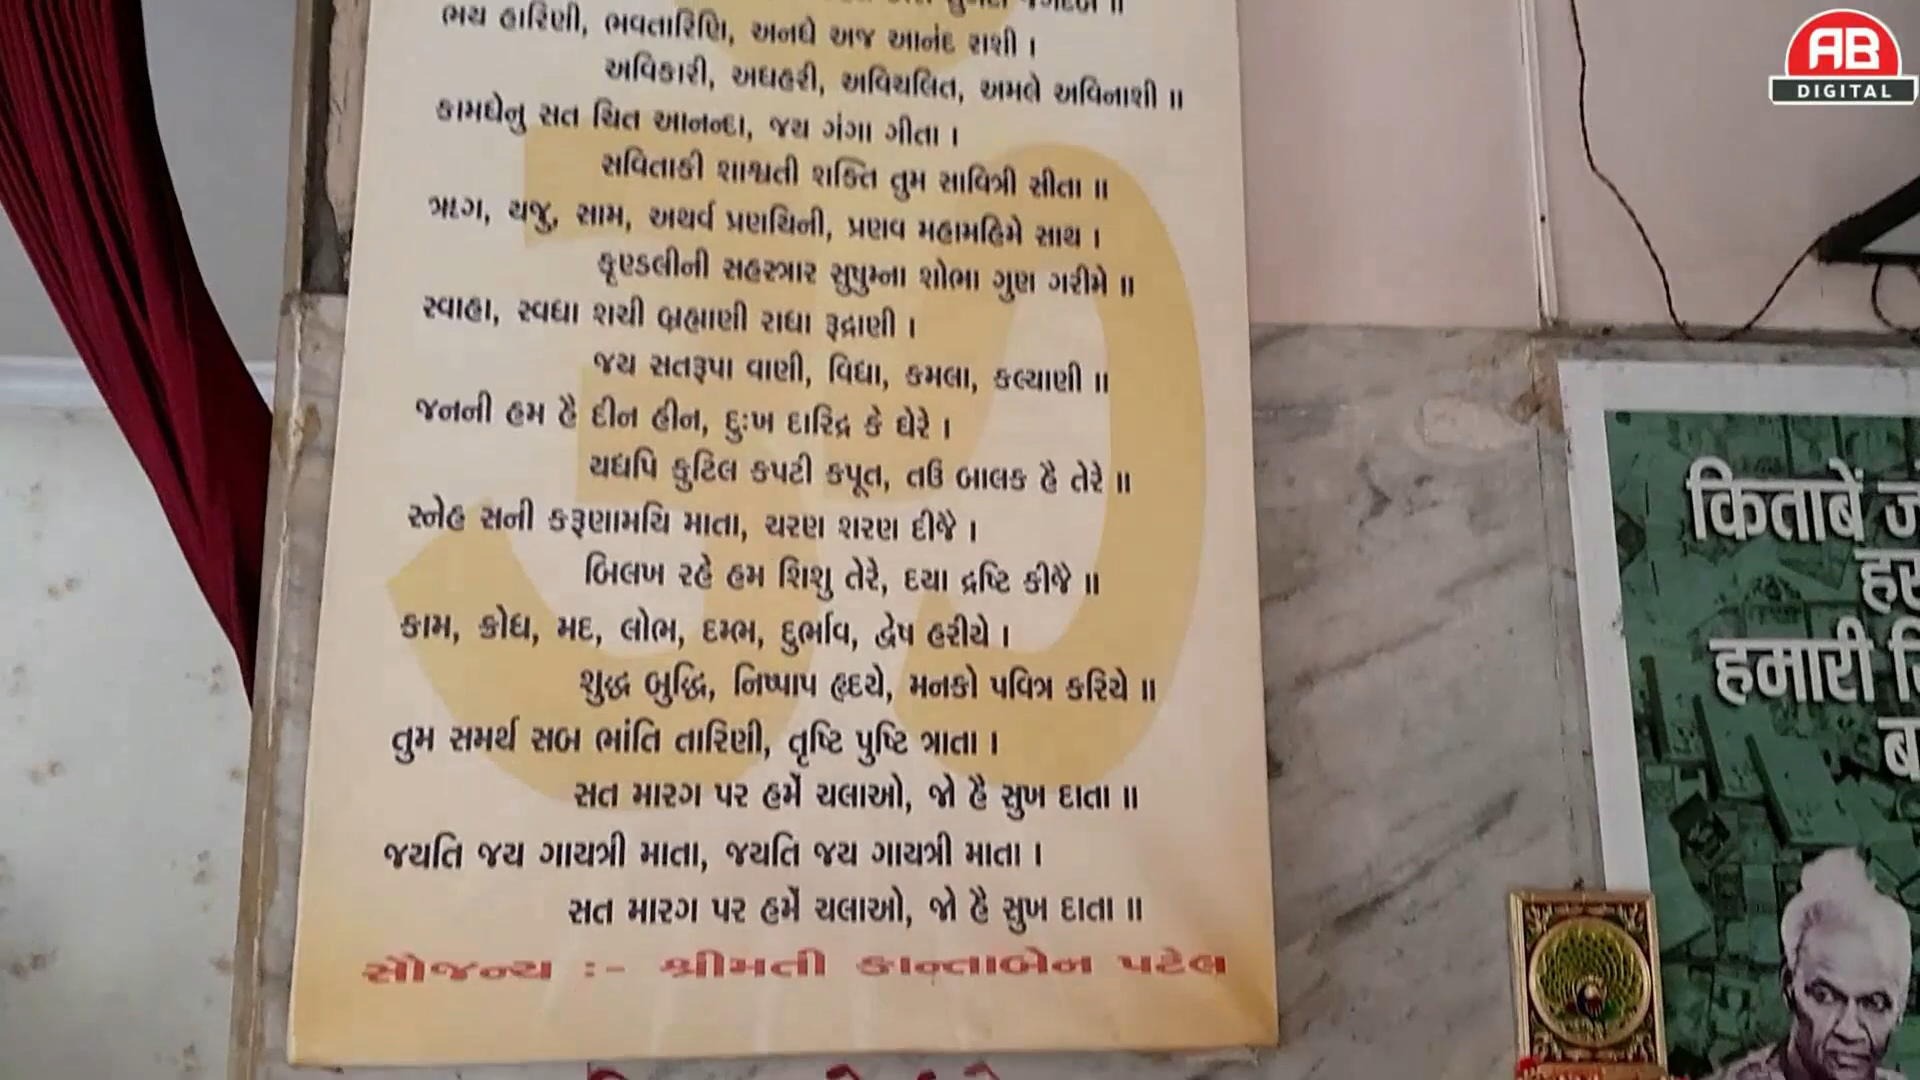 ભય હારિણી, ભવતારિણિ, અનઘે અજ આનંદ રાશી ।
અવિકારી, અઘહરી, અવિચલિત, અમલે અવિનાશી ॥
કામધેનુ સત ચિત આનન્દા, જય ગંગા ગીતા ।
સવિતાકી શાશ્વતી શક્તિ તુમ સાવિત્રી સીતા ॥
ઋગ, યજુ, સામ, અથર્વ પ્રણયિની, પ્રણવ મહામહિમે સાથ ।
કૂણ્ડલીની સહસ્ત્રાર સુષુમ્ના શોભા ગુણ ગરીમે ॥
સ્વાહા, સ્વધા શચી બ્રહ્માણી રાધા રૂદ્રાણી ।
જય સતરૂપા વાણી, વિદ્યા, કમલા, કલ્યાણી ॥
જનની હમ હૈ દીન હીન, દુઃખ દારિદ્ર કે ઘેરે ।
યદ્યપિ કુટિલ કપટી કપૂત, તઉ બાલક હૈ તેરે ॥
સ્નેહ સની કરૂણામયિ માતા, ચરણ શરણ દીજૈ ।
બિલખ રહે હમ શિશુ તેરે, દયા દ્રષ્ટિ કીજૈ ॥
કામ, ક્રોધ, મદ, લોભ, દમ્ભ, દુર્ભાવ, દ્વેષ હરીયે ।
શુદ્ધ બુદ્ધિ, નિષ્પાપ હૃદયે, મનકો પવિત્ર કરિયે ॥
તુમ સમર્થ સબ ભાંતિ તારિણી, તૃષ્ટિ પુષ્ટિ ત્રાતા ।
સત મારગ પર હમેં ચલાઓ, જો હૈ સુખ દાતા ॥
જયતિ જય ગાયત્રી માતા, જયતિ જય ગાયત્રી માતા ।
સત મારગ પર હમેં ચલાઓ, જો હૈ સુખ દાતા ॥
સૌજન્ય :- શ્રીમતી કાન્તાબેન પટેલ
AB
DIGITAL
किताबें
हमारी